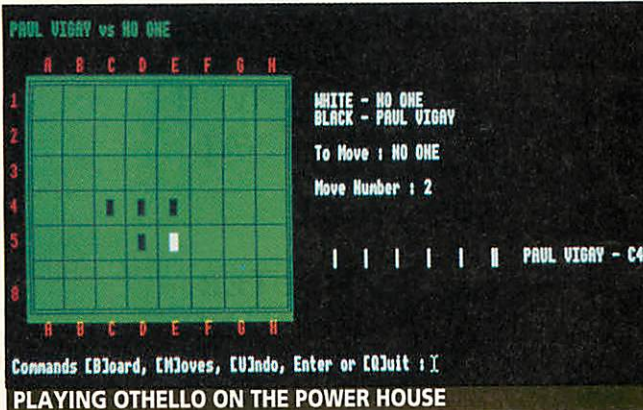 PAUL VIGAY vs NO ONE
A B C D E F G H
1
WHITE - NO ONE
BLACK - PAUL VIGAY
2
To Move : NO ONE
3
Move Number : 2
4
5
PAUL VIGAY - C4
8
A B C D E F G H
Commands [B]oard, [M]oves, [U]ndo, Enter or [Q]uit :
PLAYING OTHELLO ON THE POWER HOUSE